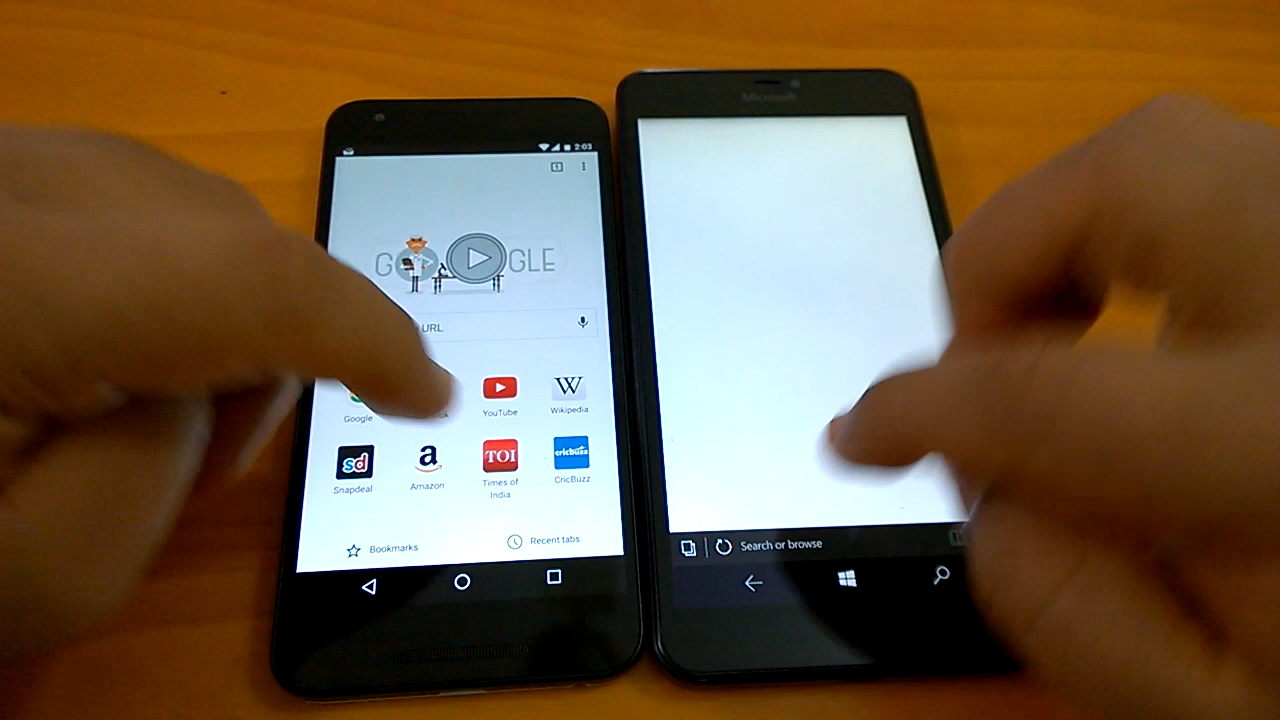 Microsoft
2:03
1
G GLE
URL
Google
YouTube
W
Wikipedia
sd
Snapdeal
a
Amazon
TOI
Times of
India
cricbuzz
CricBuzz
Bookmarks
Recent tabs
Search or browse